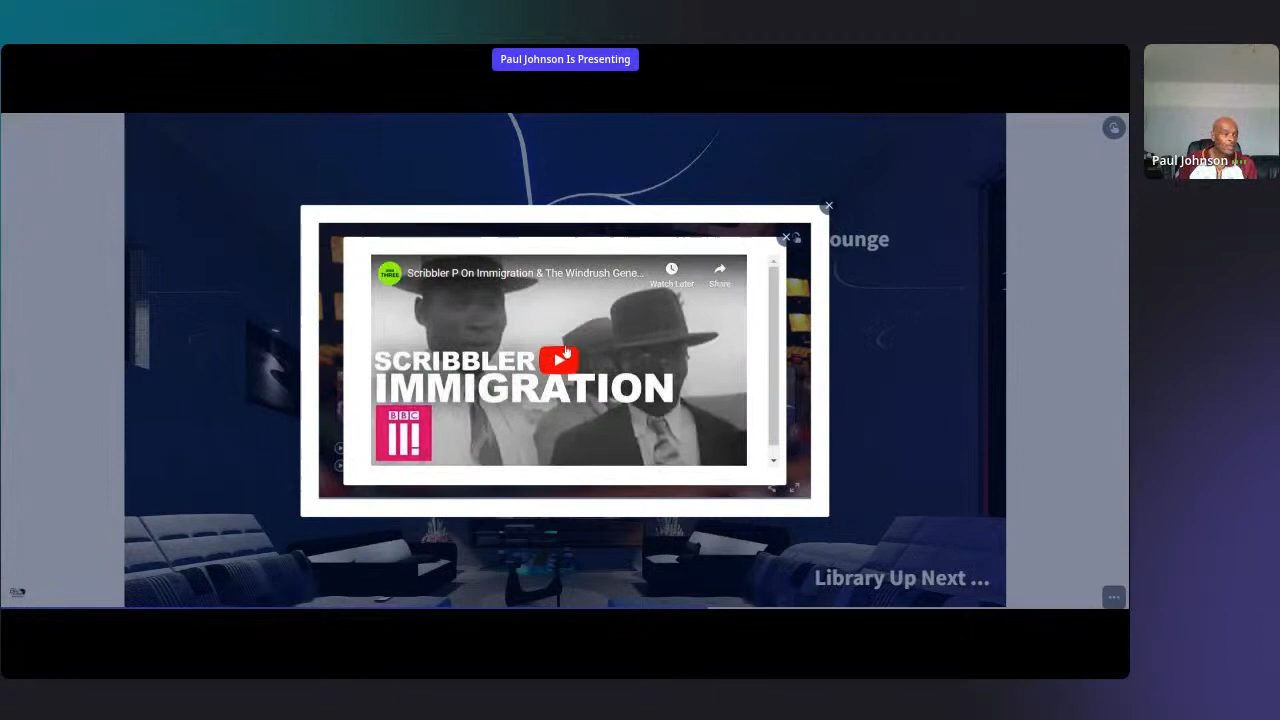 Paul Johnson Is Presenting
Paul Johnson
ounge
THREE
Scribbler P On Immigration & The Windrush Gene...
Watch Later
Share
SCRIBBLER
IMMIGRATION
BBC
Library Up Next ...